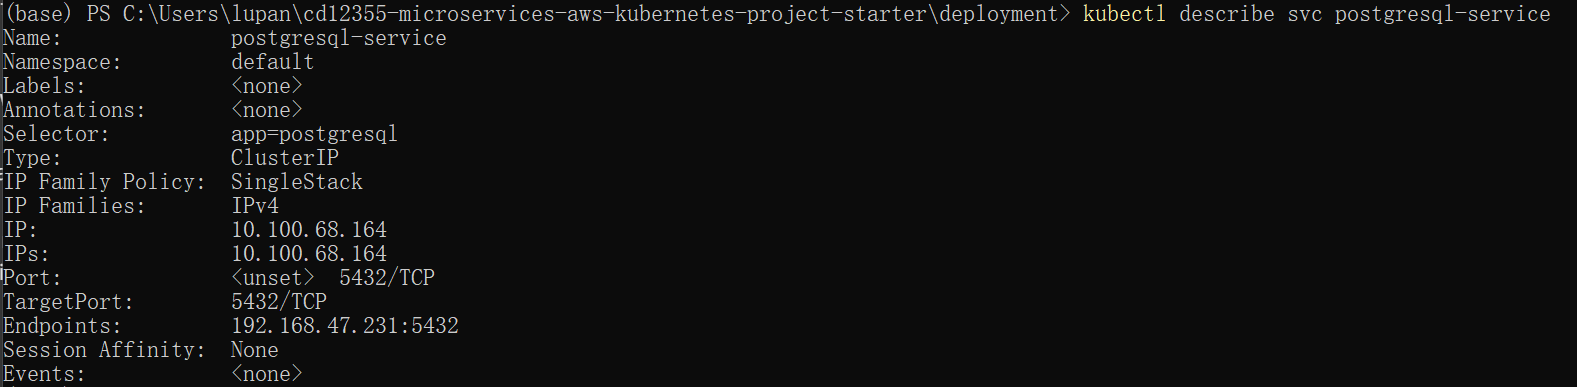 (base) PS C:\Users\lupan\cd12355-microservices-aws-kubernetes-project-starter\deployment> kubectl describe svc postgresql-service
Name:              postgresql-service
Namespace:         default
Labels:            <none>
Annotations:       <none>
Selector:          app=postgresql
Type:              ClusterIP
IP Family Policy:  SingleStack
IP Families:       IPv4
IP:                10.100.68.164
IPs:               10.100.68.164
Port:              <unset>  5432/TCP
TargetPort:        5432/TCP
Endpoints:         192.168.47.231:5432
Session Affinity:  None
Events:            <none>